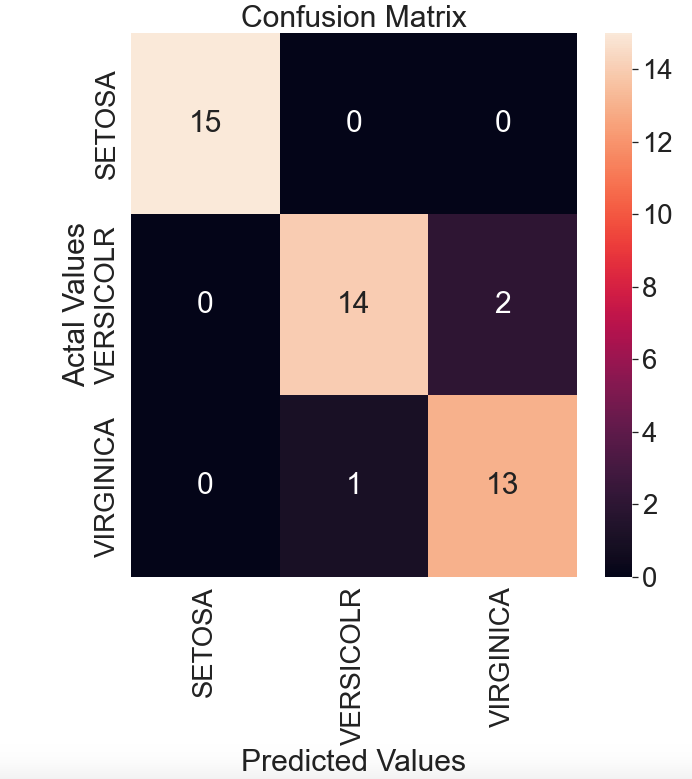 Confusion Matrix
SETOSA
15 0 0
VERSICOLR
0 14 2
VIRGINICA
0 1 13
Actal Values
SETOSA
VERSICOLR
VIRGINICA
Predicted Values
14
12
10
8
6
4
2
0